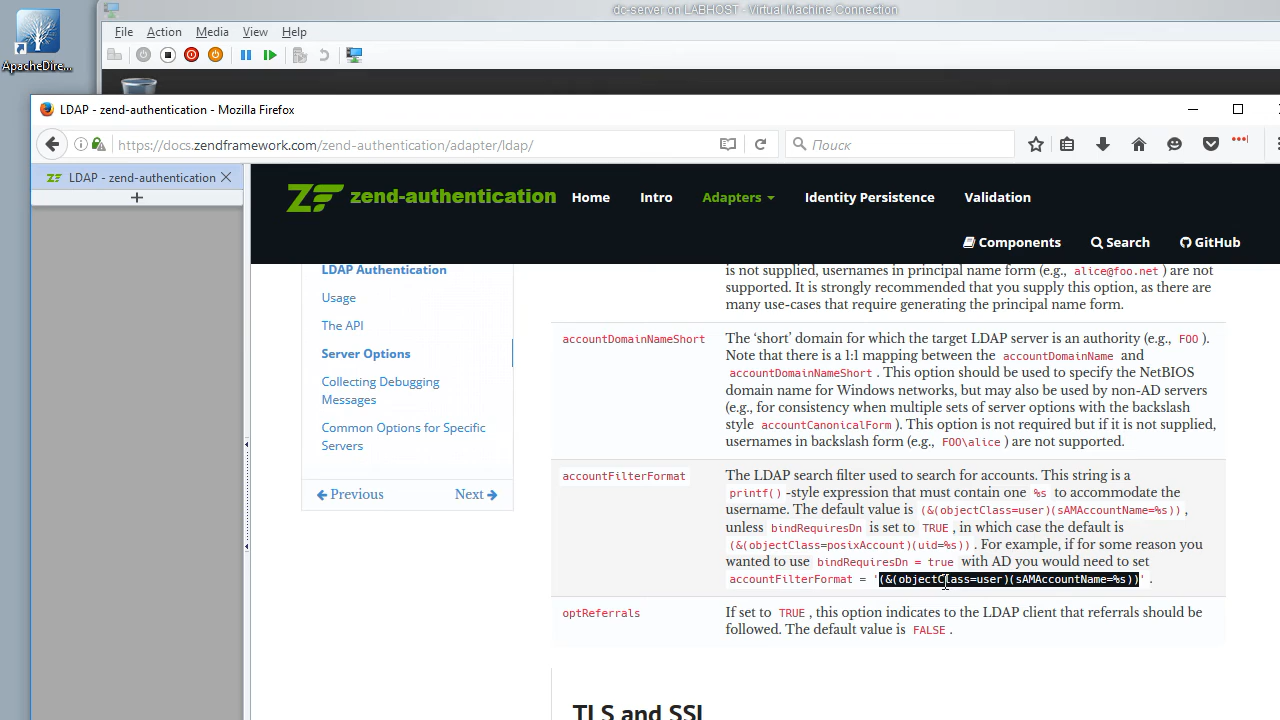 dc-server on LABHOST - Virtual Machine Connection
File Action Media View Help
ApacheDire...
LDAP - zend-authentication - Mozilla Firefox
https://docs.zendframework.com/zend-authentication/adapter/ldap/
Поиск
LDAP - zend-authentication
zend-authentication Home Intro Adapters Identity Persistence Validation
Components Search GitHub
LDAP Authentication
Usage
The API
Server Options
Collecting Debugging
Messages
Common Options for Specific
Servers
Previous Next
is not supplied, usernames in principal name form (e.g., alice@foo.net ) are not
supported. It is strongly recommended that you supply this option, as there are
many use-cases that require generating the principal name form.
accountDomainNameShort
The ‘short’ domain for which the target LDAP server is an authority (e.g., FOO ).
Note that there is a 1:1 mapping between the accountDomainName and
accountDomainNameShort . This option should be used to specify the NetBIOS
domain name for Windows networks, but may also be used by non-AD servers
(e.g., for consistency when multiple sets of server options with the backslash
style accountCanonicalForm ). This option is not required but if it is not supplied,
usernames in backslash form (e.g., FOO\alice ) are not supported.
accountFilterFormat
The LDAP search filter used to search for accounts. This string is a
printf() -style expression that must contain one %s to accommodate the
username. The default value is (&(objectClass=user)(sAMAccountName=%s)) ,
unless bindRequiresDn is set to TRUE , in which case the default is
(&(objectClass=posixAccount)(uid=%s)) . For example, if for some reason you
wanted to use bindRequiresDn = true with AD you would need to set
accountFilterFormat = '(&(objectClass=user)(sAMAccountName=%s))' .
optReferrals
If set to TRUE , this option indicates to the LDAP client that referrals should be
followed. The default value is FALSE .
TLS and SSL